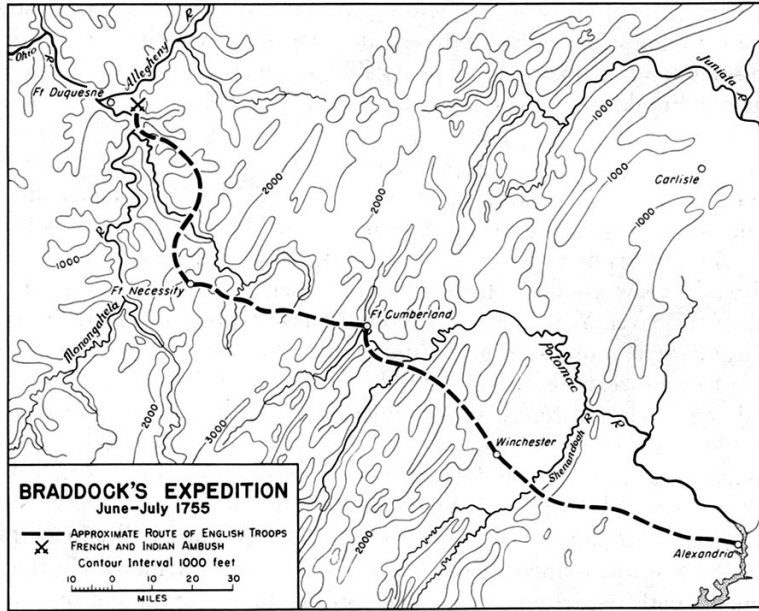 Ohio R
Allegheny R
Ft Duquesne
Juniata R
1000
2000
2000
1000
Carlisle
1000
1000
R
Ft Necessity
Monongahela
Ft Cumberland
Potomac
2000
3000
Winchester
Shenandoah R
R
2000
Alexandria
BRADDOCK'S EXPEDITION
June-July 1755
APPROXIMATE ROUTE OF ENGLISH TROOPS
FRENCH AND INDIAN AMBUSH
Contour Interval 1000 feet
10 0 10 20 30
MILES